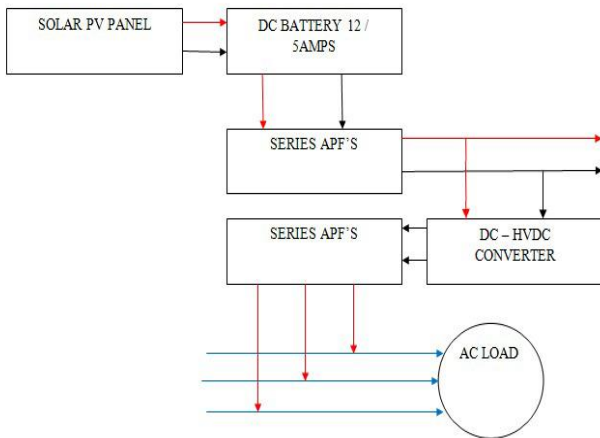 SOLAR PV PANEL
DC BATTERY 12 /
5AMPS
SERIES APF'S
SERIES APF'S
DC – HVDC
CONVERTER
AC LOAD